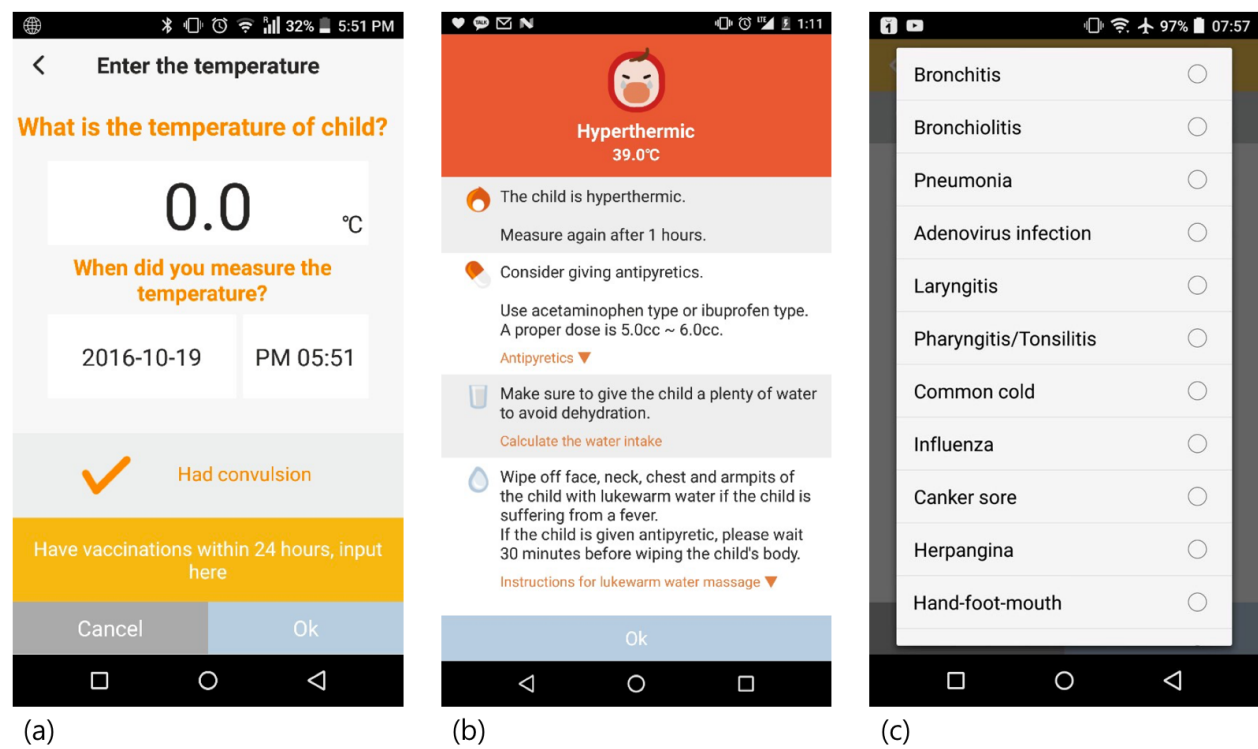 32% 5:51 PM
Enter the temperature
What is the temperature of child?
0.0
℃
When did you measure the
temperature?
2016-10-19 PM 05:51
Had convulsion
Have vaccinations within 24 hours, input
here
Cancel Ok
(a)
TALK LTE 1:11
Hyperthermic
39.0℃
The child is hyperthermic.
Measure again after 1 hours.
Consider giving antipyretics.
Use acetaminophen type or ibuprofen type.
A proper dose is 5.0cc ~ 6.0cc.
Antipyretics ▼
Make sure to give the child a plenty of water
to avoid dehydration.
Calculate the water intake
Wipe off face, neck, chest and armpits of
the child with lukewarm water if the child is
suffering from a fever.
If the child is given antipyretic, please wait
30 minutes before wiping the child's body.
Instructions for lukewarm water massage ▼
Ok
(b)
97% 07:57
Bronchitis
Bronchiolitis
Pneumonia
Adenovirus infection
Laryngitis
Pharyngitis/Tonsilitis
Common cold
Influenza
Canker sore
Herpangina
Hand-foot-mouth
(c)